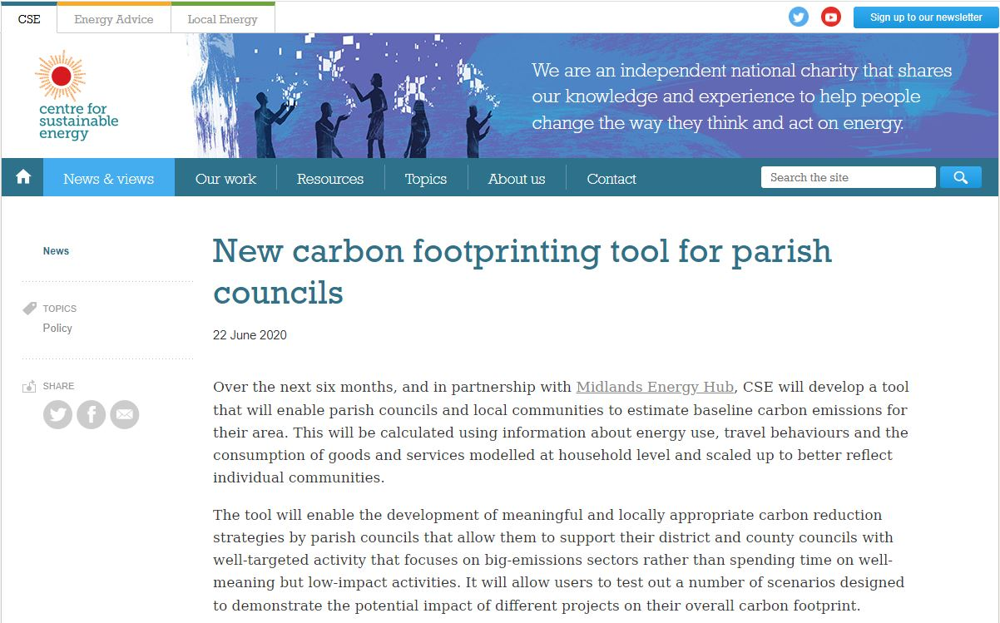 CSE
Energy Advice
Local Energy
Sign up to our newsletter
centre for
sustainable
energy
We are an independent national charity that shares
our knowledge and experience to help people
change the way they think and act on energy.
News & views
Our work
Resources
Topics
About us
Contact
Search the site
News
TOPICS
Policy
SHARE
New carbon footprinting tool for parish
councils
22 June 2020
Over the next six months, and in partnership with Midlands Energy Hub, CSE will develop a tool
that will enable parish councils and local communities to estimate baseline carbon emissions for
their area. This will be calculated using information about energy use, travel behaviours and the
consumption of goods and services modelled at household level and scaled up to better reflect
individual communities.
The tool will enable the development of meaningful and locally appropriate carbon reduction
strategies by parish councils that allow them to support their district and county councils with
well-targeted activity that focuses on big-emissions sectors rather than spending time on well-
meaning but low-impact activities. It will allow users to test out a number of scenarios designed
to demonstrate the potential impact of different projects on their overall carbon footprint.